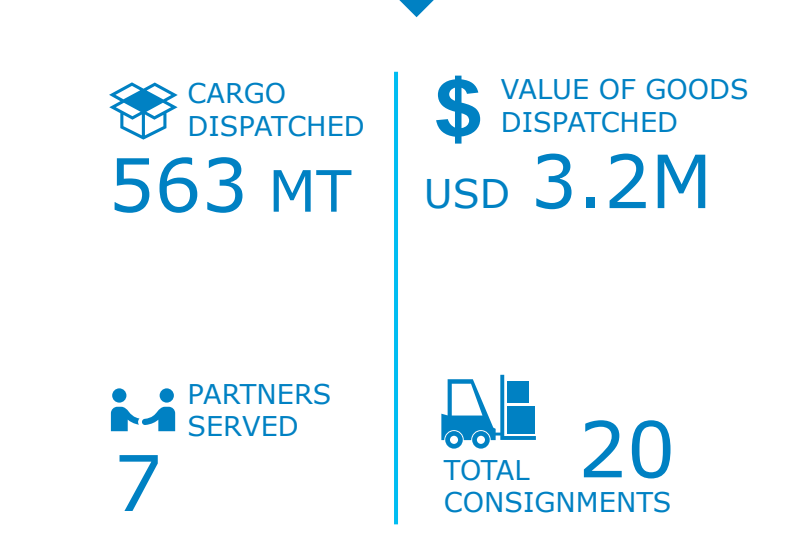 CARGO
DISPATCHED
563 MT
$ VALUE OF GOODS
DISPATCHED
USD 3.2M
PARTNERS
SERVED
7
20
TOTAL
CONSIGNMENTS